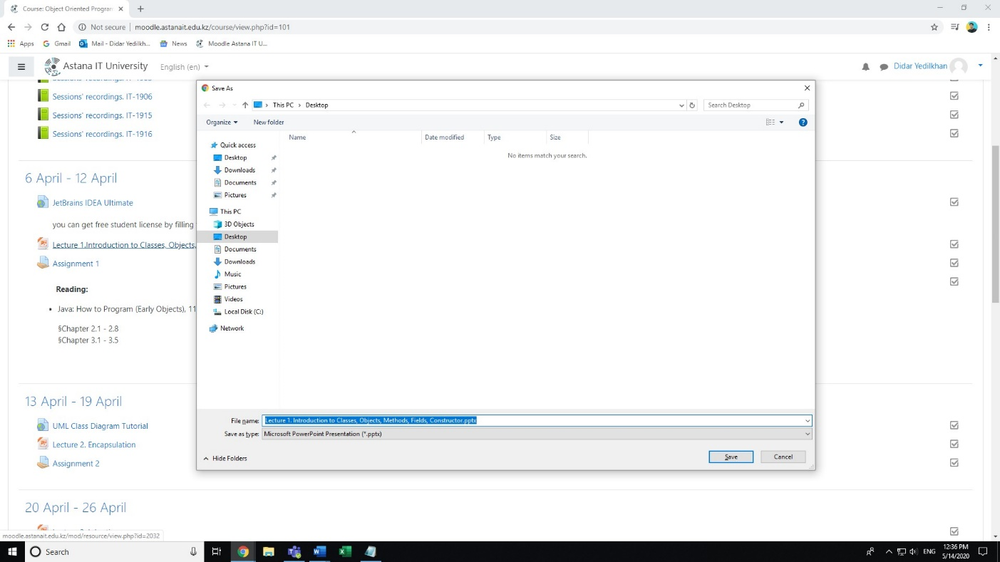 Course: Object Oriented Program
Not secure | moodle.astanait.edu.kz/course/view.php?id=101
Apps Gmail Mail - Didar Yedilkh... News Moodle Astana IT U...
Astana IT University English (en) Didar Yedilkhan
Sessions' recordings. IT-1906
Sessions' recordings. IT-1915
Sessions' recordings. IT-1916
6 April - 12 April
JetBrains IDEA Ultimate
you can get free student license by filling
Lecture 1.Introduction to Classes, Objects,
Assignment 1
Reading:
• Java: How to Program (Early Objects), 11
§Chapter 2.1 - 2.8
§Chapter 3.1 - 3.5
13 April - 19 April
UML Class Diagram Tutorial
Lecture 2. Encapsulation
Assignment 2
20 April - 26 April
moodle.astanait.edu.kz/mod/resource/view.php?id=2032
Save As
This PC › Desktop
Search Desktop
Organize New folder
Name Date modified Type Size
No items match your search.
Quick access
Desktop
Downloads
Documents
Pictures
This PC
3D Objects
Desktop
Documents
Downloads
Music
Pictures
Videos
Local Disk (C:)
Network
File name: Lecture 1. Introduction to Classes, Objects, Methods, Fields, Constructor.pptx
Save as type: Microsoft PowerPoint Presentation (*.pptx)
Hide Folders
Save Cancel
Search
ENG
12:36 PM
5/14/2020